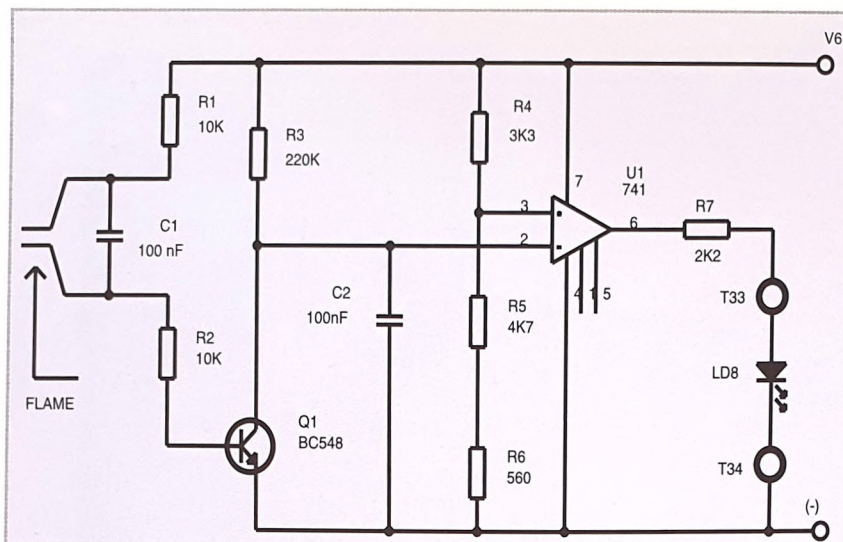 V6
R1
10K
R3
220K
R4
3K3
U1
741
7
3
2
6
R7
2K2
C1
100 nF
C2
100nF
4
1
5
T33
R2
10K
R5
4K7
LD8
FLAME
Q1
BC548
R6
560
T34
(-)